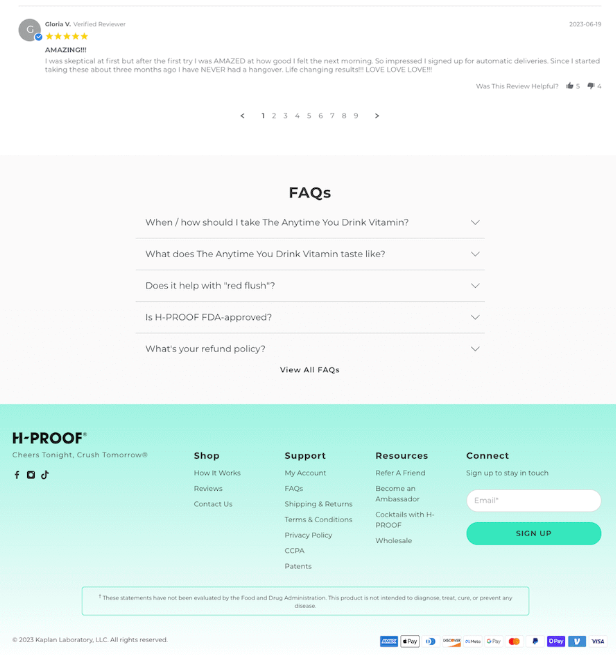 G
Gloria V. Verified Reviewer
2023-06-19
AMAZING!!!
I was skeptical at first but after the first try I was AMAZED at how good I felt the next morning. So impressed I signed up for automatic deliveries. Since I started
taking these about three months ago I have NEVER had a hangover. Life changing results!!! LOVE LOVE LOVE!!!
Was This Review Helpful? 5 4
1 2 3 4 5 6 7 8 9
FAQs
When / how should I take The Anytime You Drink Vitamin?
What does The Anytime You Drink Vitamin taste like?
Does it help with "red flush"?
Is H-PROOF FDA-approved?
What's your refund policy?
View All FAQs
H-PROOF®
Cheers Tonight, Crush Tomorrow®
Shop
How It Works
Reviews
Contact Us
Support
My Account
FAQs
Shipping & Returns
Terms & Conditions
Privacy Policy
CCPA
Patents
Resources
Refer A Friend
Become an
Ambassador
Cocktails with H-
PROOF
Wholesale
Connect
Sign up to stay in touch
Email*
SIGN UP
† These statements have not been evaluated by the Food and Drug Administration. This product is not intended to diagnose, treat, cure, or prevent any
disease.
© 2023 Kaplan Laboratory, LLC. All rights reserved.
AMEX Apple Pay DISCOVER Meta G Pay Pay VISA